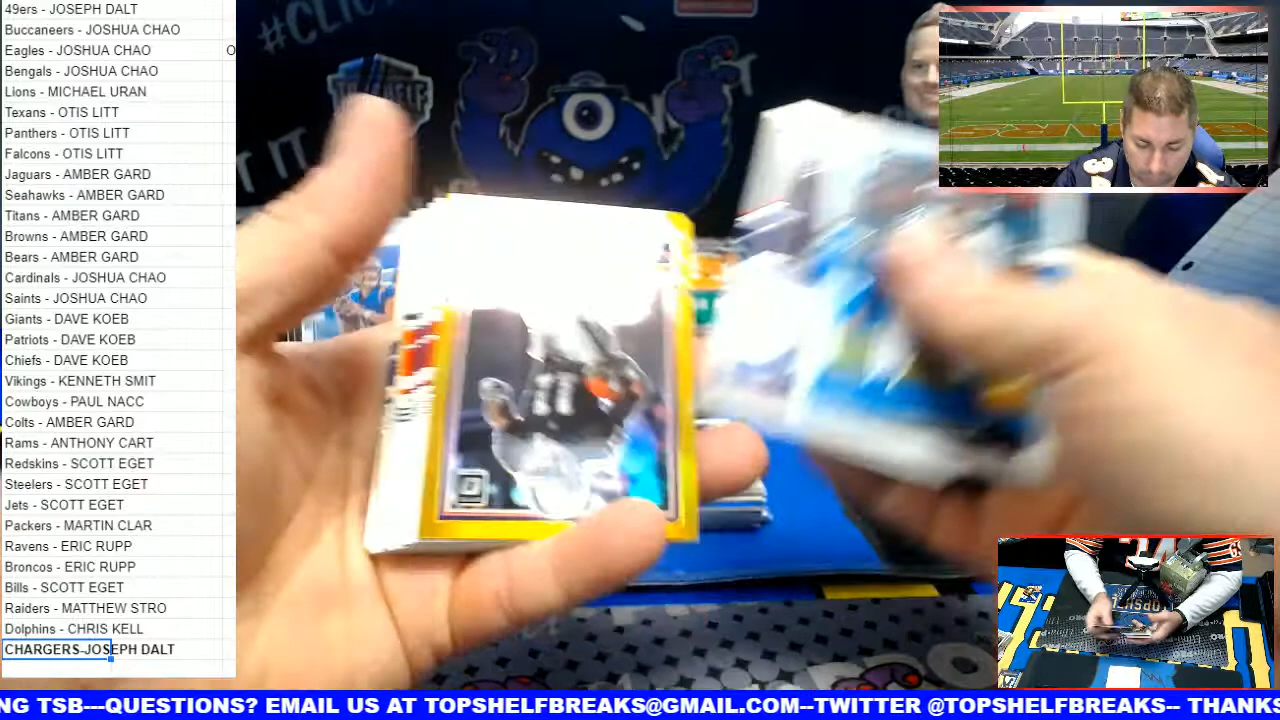 49ers - JOSEPH DALT
Buccaneers - JOSHUA CHAO
Eagles - JOSHUA CHAO O
Bengals - JOSHUA CHAO
Lions - MICHAEL URAN
Texans - OTIS LITT
Panthers - OTIS LITT
Falcons - OTIS LITT
Jaguars - AMBER GARD
Seahawks - AMBER GARD
Titans - AMBER GARD
Browns - AMBER GARD
Bears - AMBER GARD
Cardinals - JOSHUA CHAO
Saints - JOSHUA CHAO
Giants - DAVE KOEB
Patriots - DAVE KOEB
Chiefs - DAVE KOEB
Vikings - KENNETH SMIT
Cowboys - PAUL NACC
Colts - AMBER GARD
Rams - ANTHONY CART
Redskins - SCOTT EGET
Steelers - SCOTT EGET
Jets - SCOTT EGET
Packers - MARTIN CLAR
Ravens - ERIC RUPP
Broncos - ERIC RUPP
Bills - SCOTT EGET
Raiders - MATTHEW STRO
Dolphins - CHRIS KELL
CHARGERS-JOSEPH DALT
#CLIC
IT IT
11
NG TSB---QUESTIONS? EMAIL US AT TOPSHELFBREAKS@GMAIL.COM--TWITTER @TOPSHELFBREAKS-- THANKS